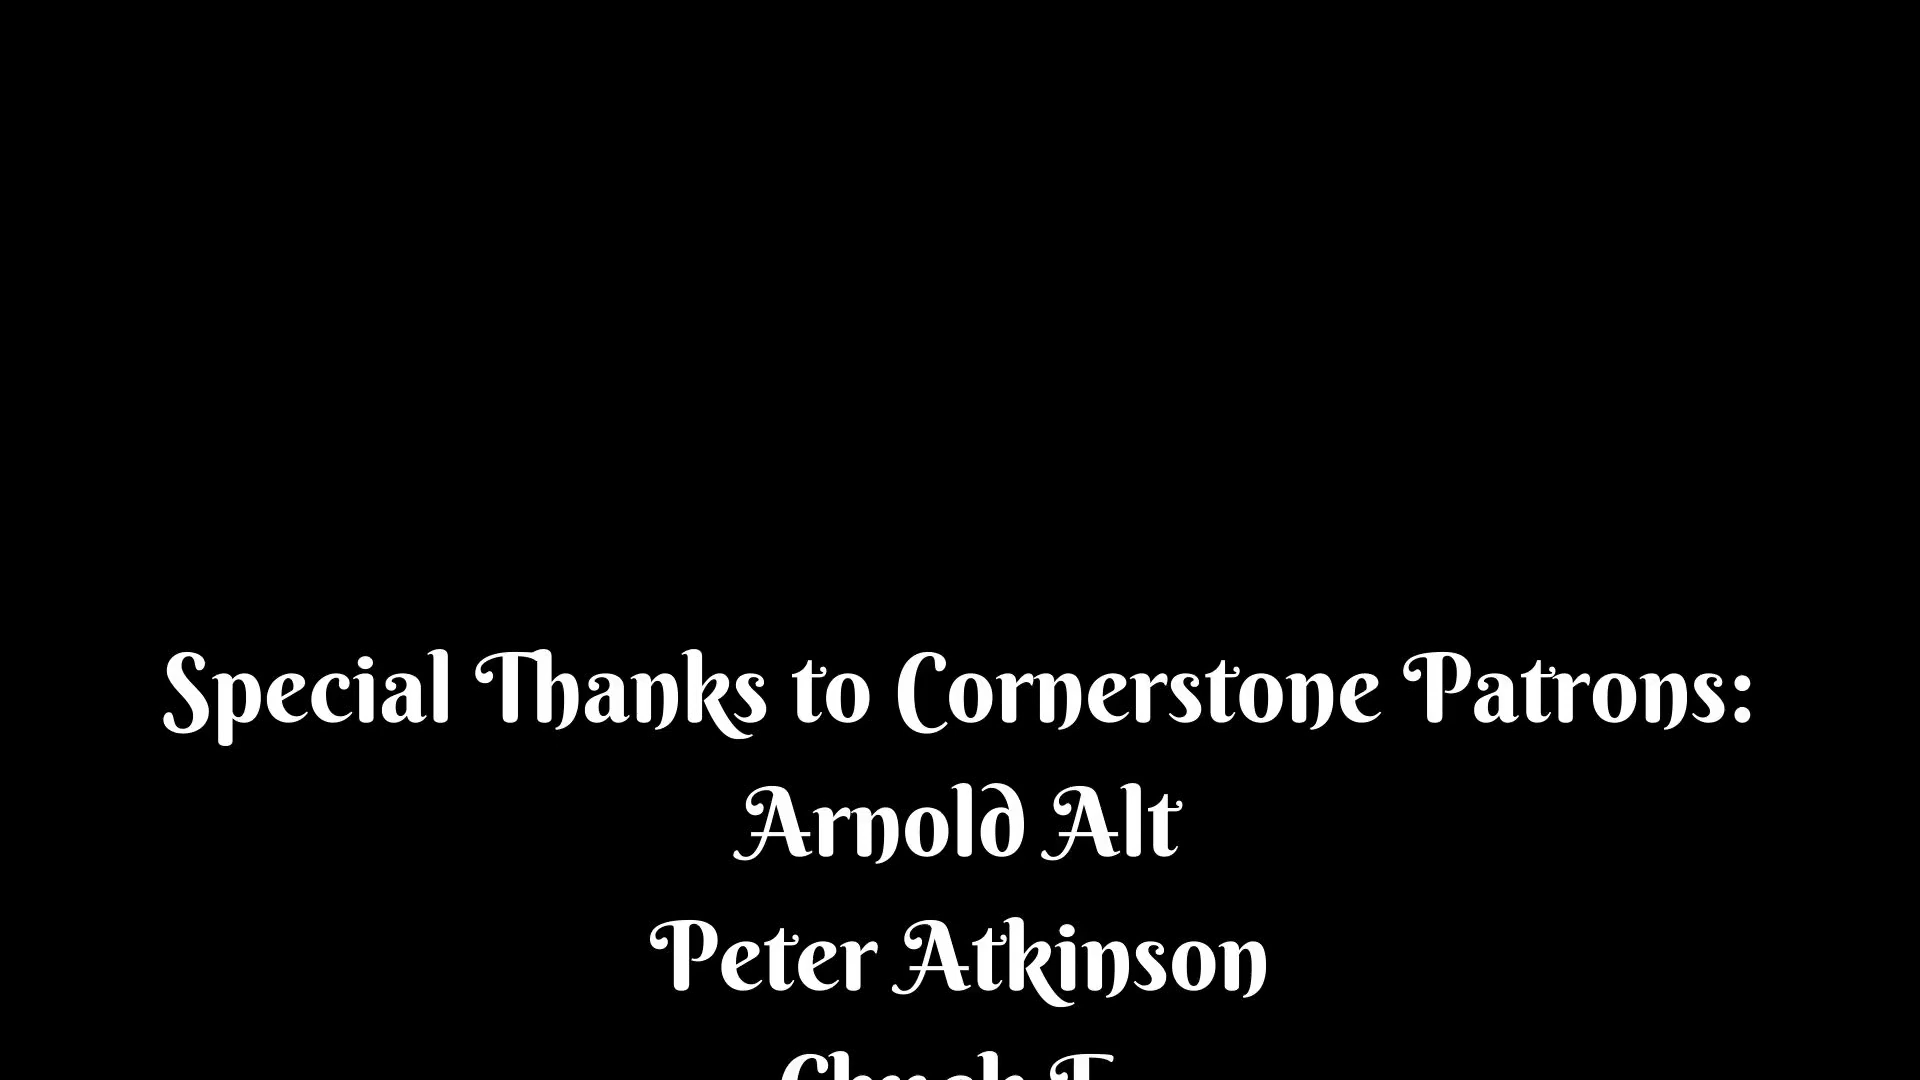 Special Thanks to Cornerstone Patrons:
Arnold Alt
Peter Atkinson